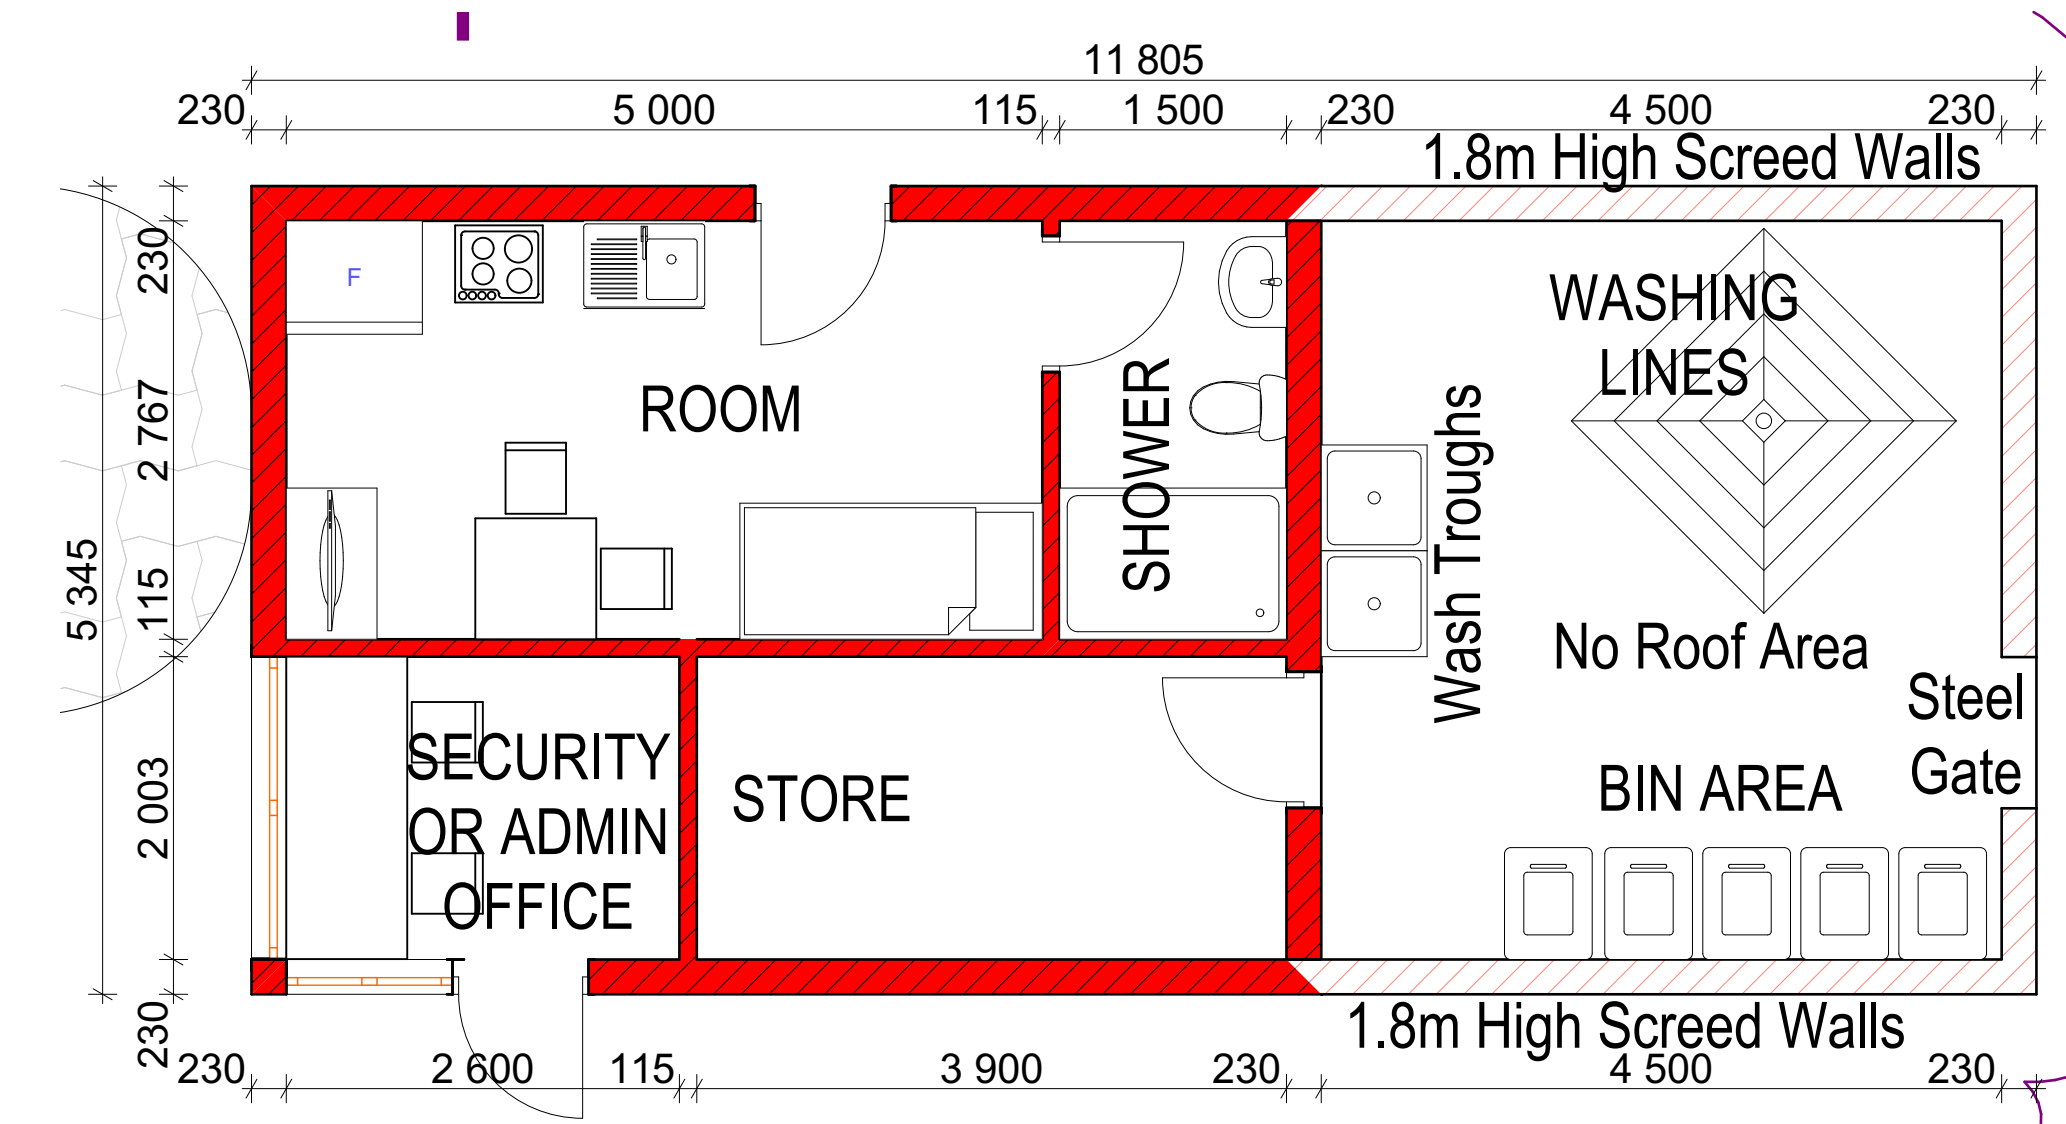 11 805
230 5 000 115 1 500 230 4 500 230
1.8m High Screed Walls
F
ROOM
SHOWER
WASHING
LINES
Wash Troughs
No Roof Area
Steel
Gate
BIN AREA
SECURITY
OR ADMIN
OFFICE
STORE
5 345
230
2 767
115
2 003
230
1.8m High Screed Walls
230 2 600 115 3 900 230 4 500 230